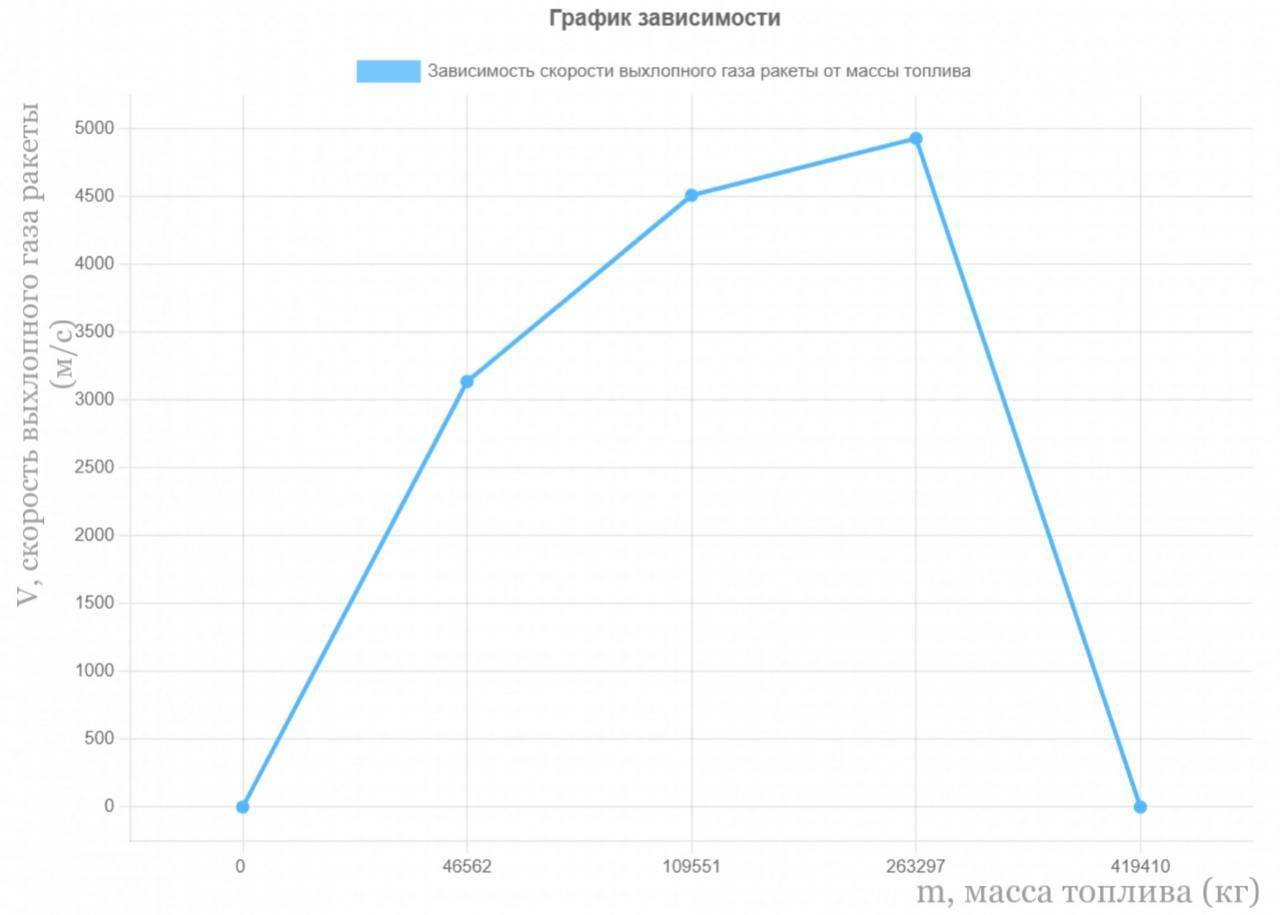 График зависимости
Зависимость скорости выхлопного газа ракеты от массы топлива
V, скорость выхлопного газа ракеты
(м/с)
5000
4500
4000
3500
3000
2500
2000
1500
1000
500
0
0 46562 109551 263297 419410
m, масса топлива (кг)